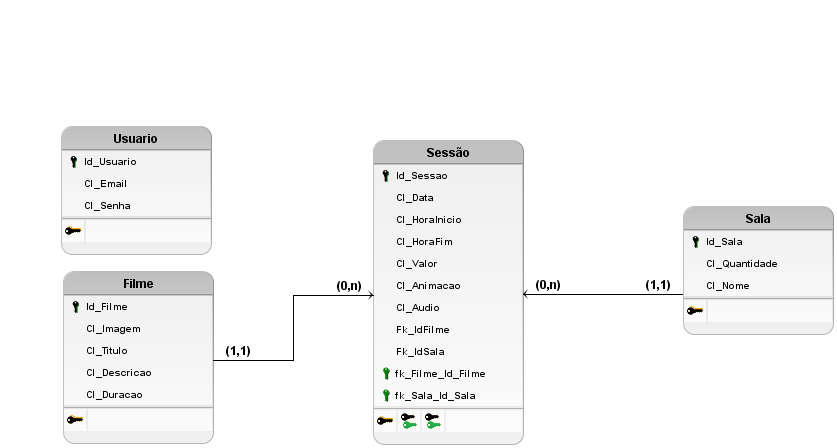 Usuario
Id_Usuario
Cl_Email
Cl_Senha
Filme
Id_Filme
Cl_Imagem
Cl_Titulo
Cl_Descricao
Cl_Duracao
(1,1)
(0,n)
Sessão
Id_Sessao
Cl_Data
Cl_HoraInicio
Cl_HoraFim
Cl_Valor
Cl_Animacao
Cl_Audio
Fk_IdFilme
Fk_IdSala
fk_Filme_Id_Filme
fk_Sala_Id_Sala
(0,n)
(1,1)
Sala
Id_Sala
Cl_Quantidade
Cl_Nome